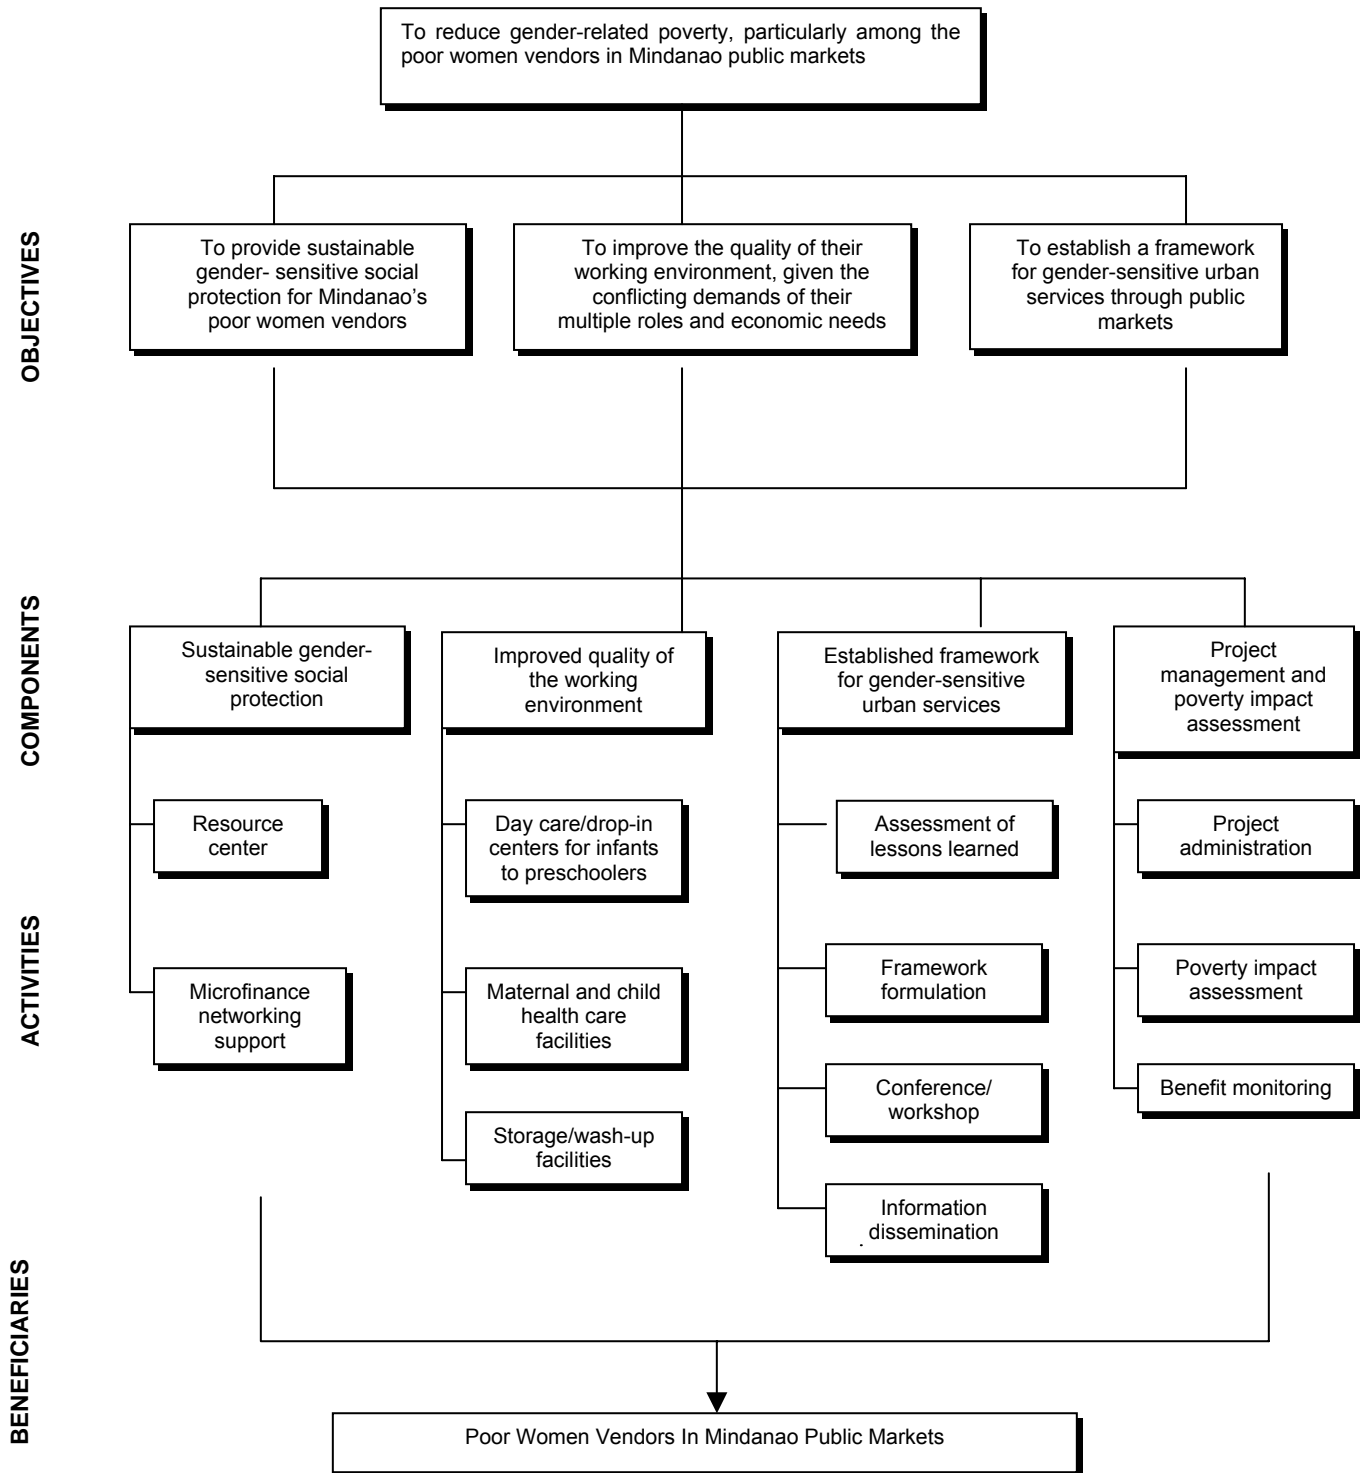 To reduce gender-related poverty, particularly among the
poor women vendors in Mindanao public markets
OBJECTIVES
To provide sustainable
gender- sensitive social
protection for Mindanao's
poor women vendors
To improve the quality of their
working environment, given the
conflicting demands of their
multiple roles and economic needs
To establish a framework
for gender-sensitive urban
services through public
markets
COMPONENTS
Sustainable gender-
sensitive social
protection
Improved quality of
the working
environment
Established framework
for gender-sensitive
urban services
Project
management and
poverty impact
assessment
ACTIVITIES
Resource
center
Microfinance
networking
support
Day care/drop-in
centers for infants
to preschoolers
Maternal and child
health care
facilities
Storage/wash-up
facilities
Assessment of
lessons learned
Framework
formulation
Conference/
workshop
Information
dissemination
.
Project
administration
Poverty impact
assessment
Benefit monitoring
BENEFICIARIES
Poor Women Vendors In Mindanao Public Markets